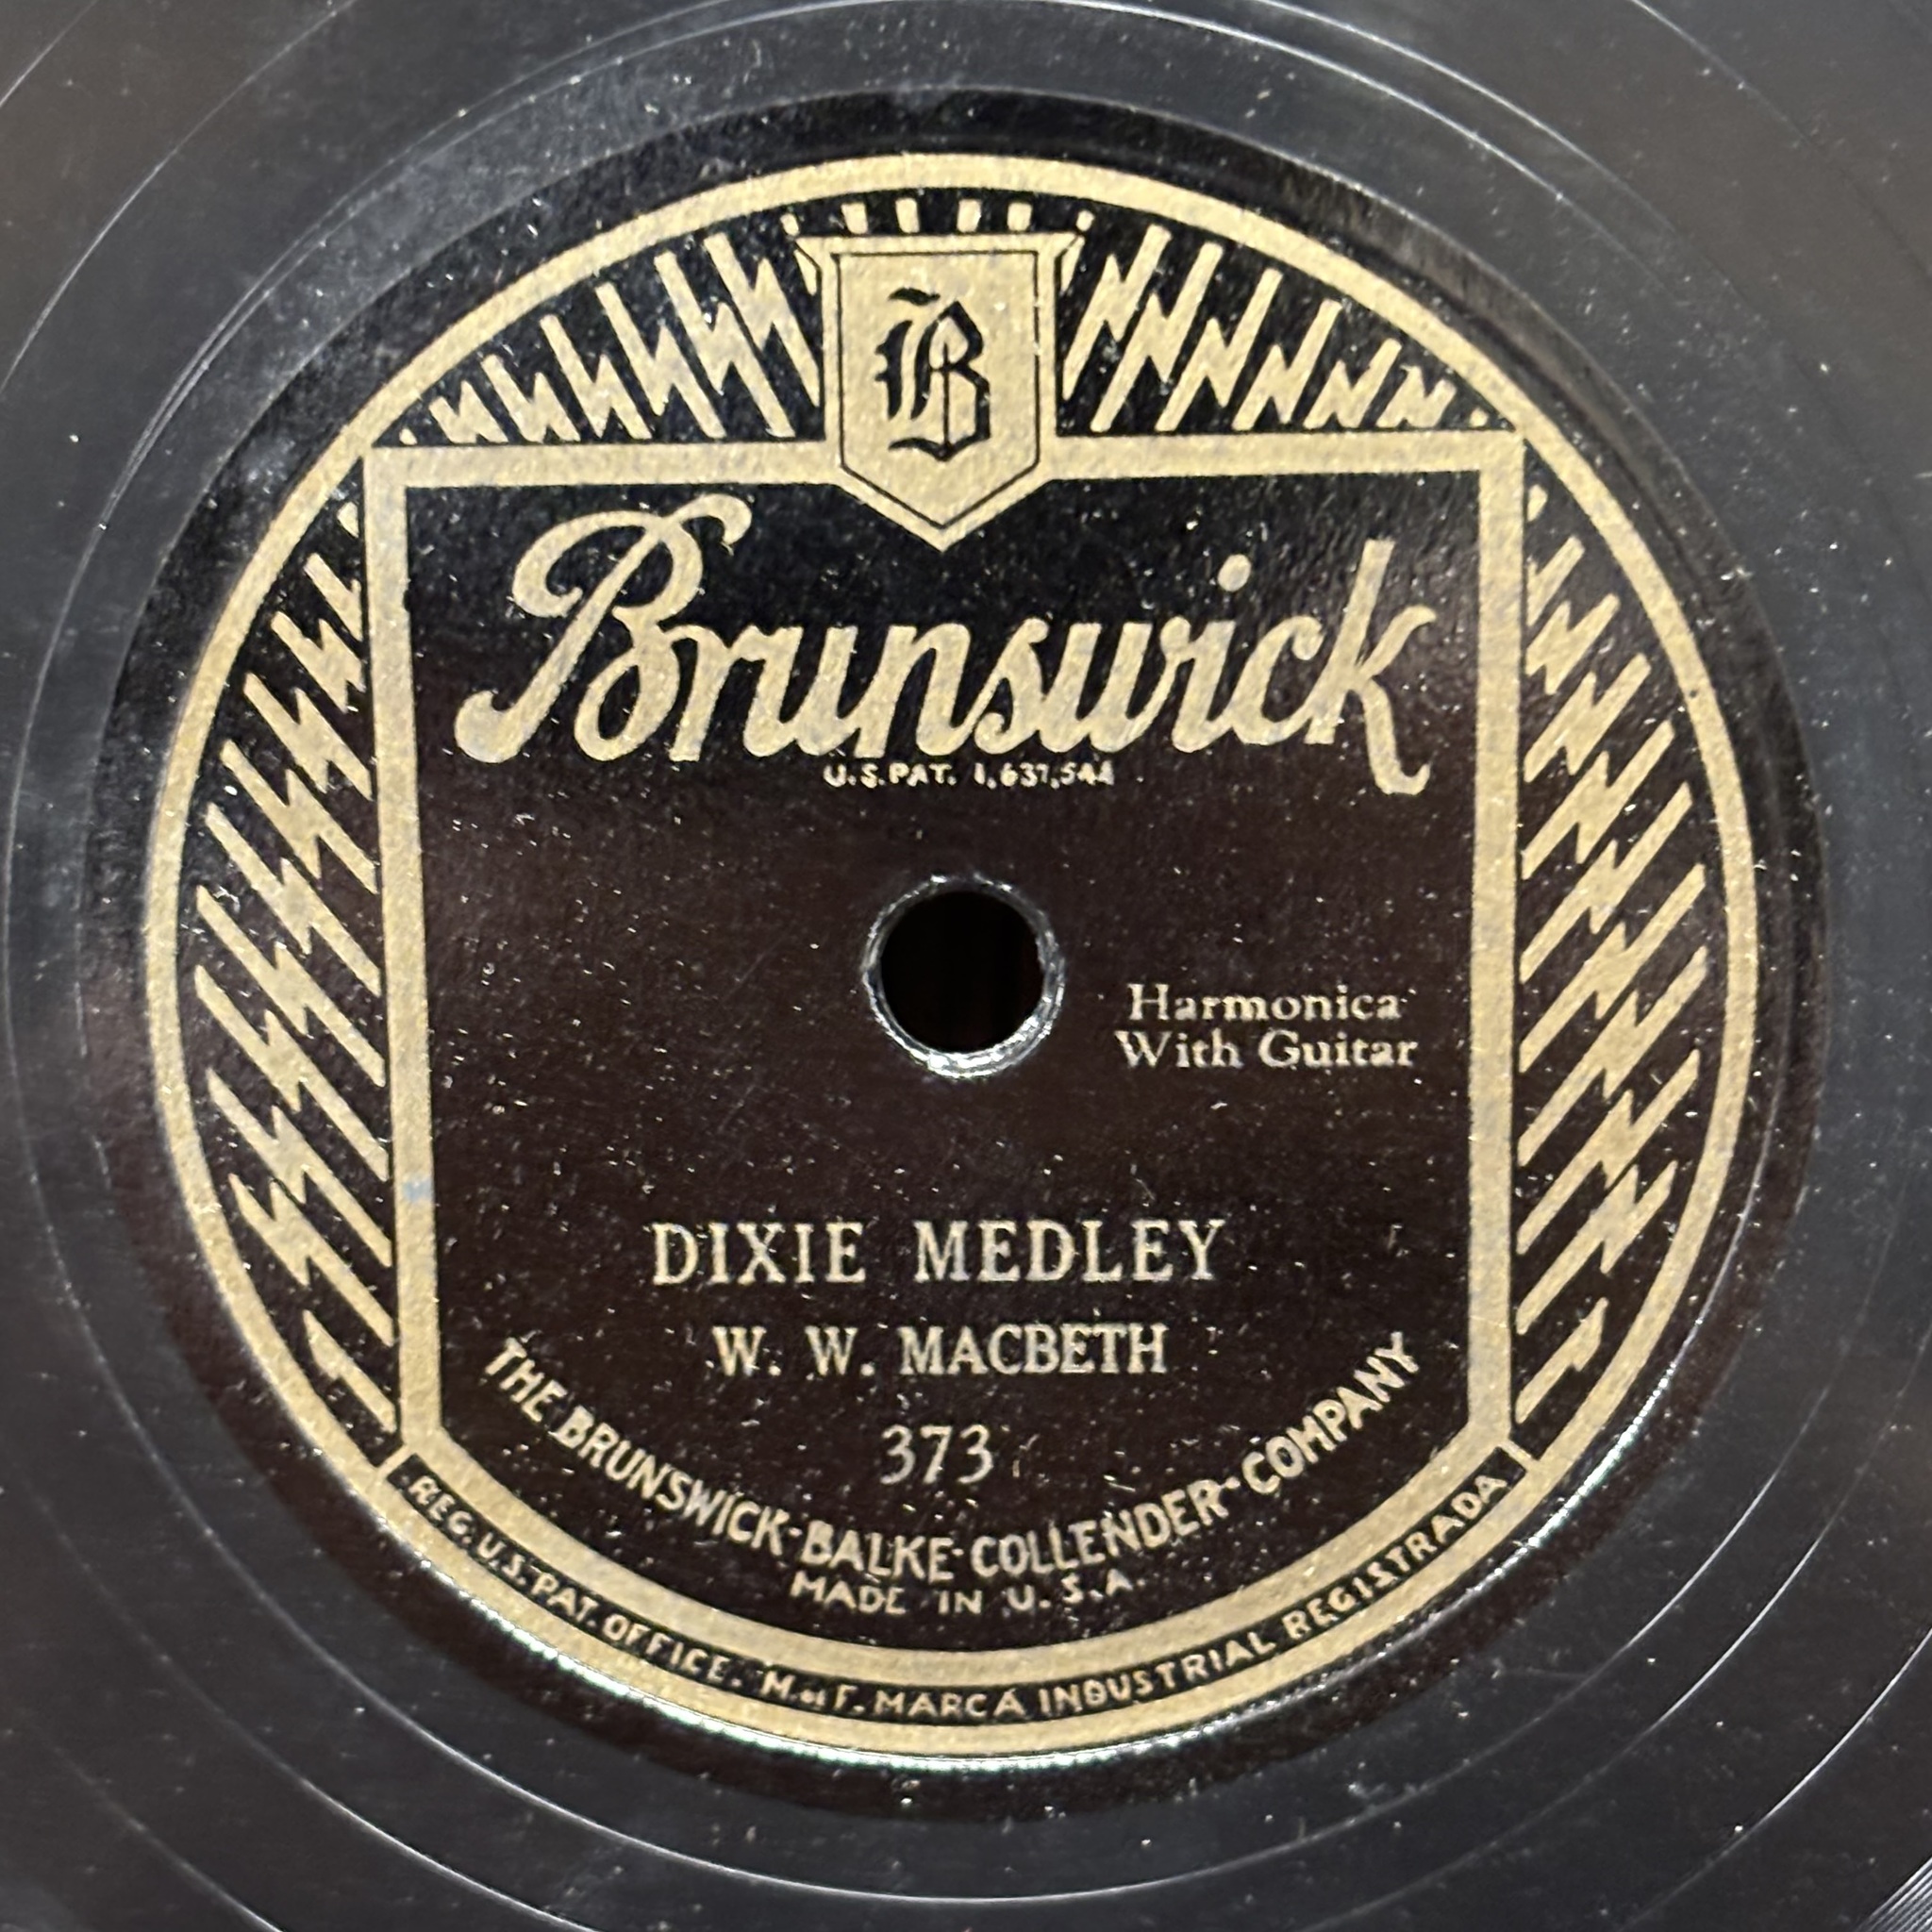 B
Brunswick
U.S. PAT. 1,637,544
Harmonica
With Guitar
DIXIE MEDLEY
W. W. MACBETH
373
THE BRUNSWICK-BALKE-COLLENDER-COMPANY
MADE IN U.S.A.
REG. U.S. PAT. OFFICE. M. de F. MARCA INDUSTRIAL REGISTRADA